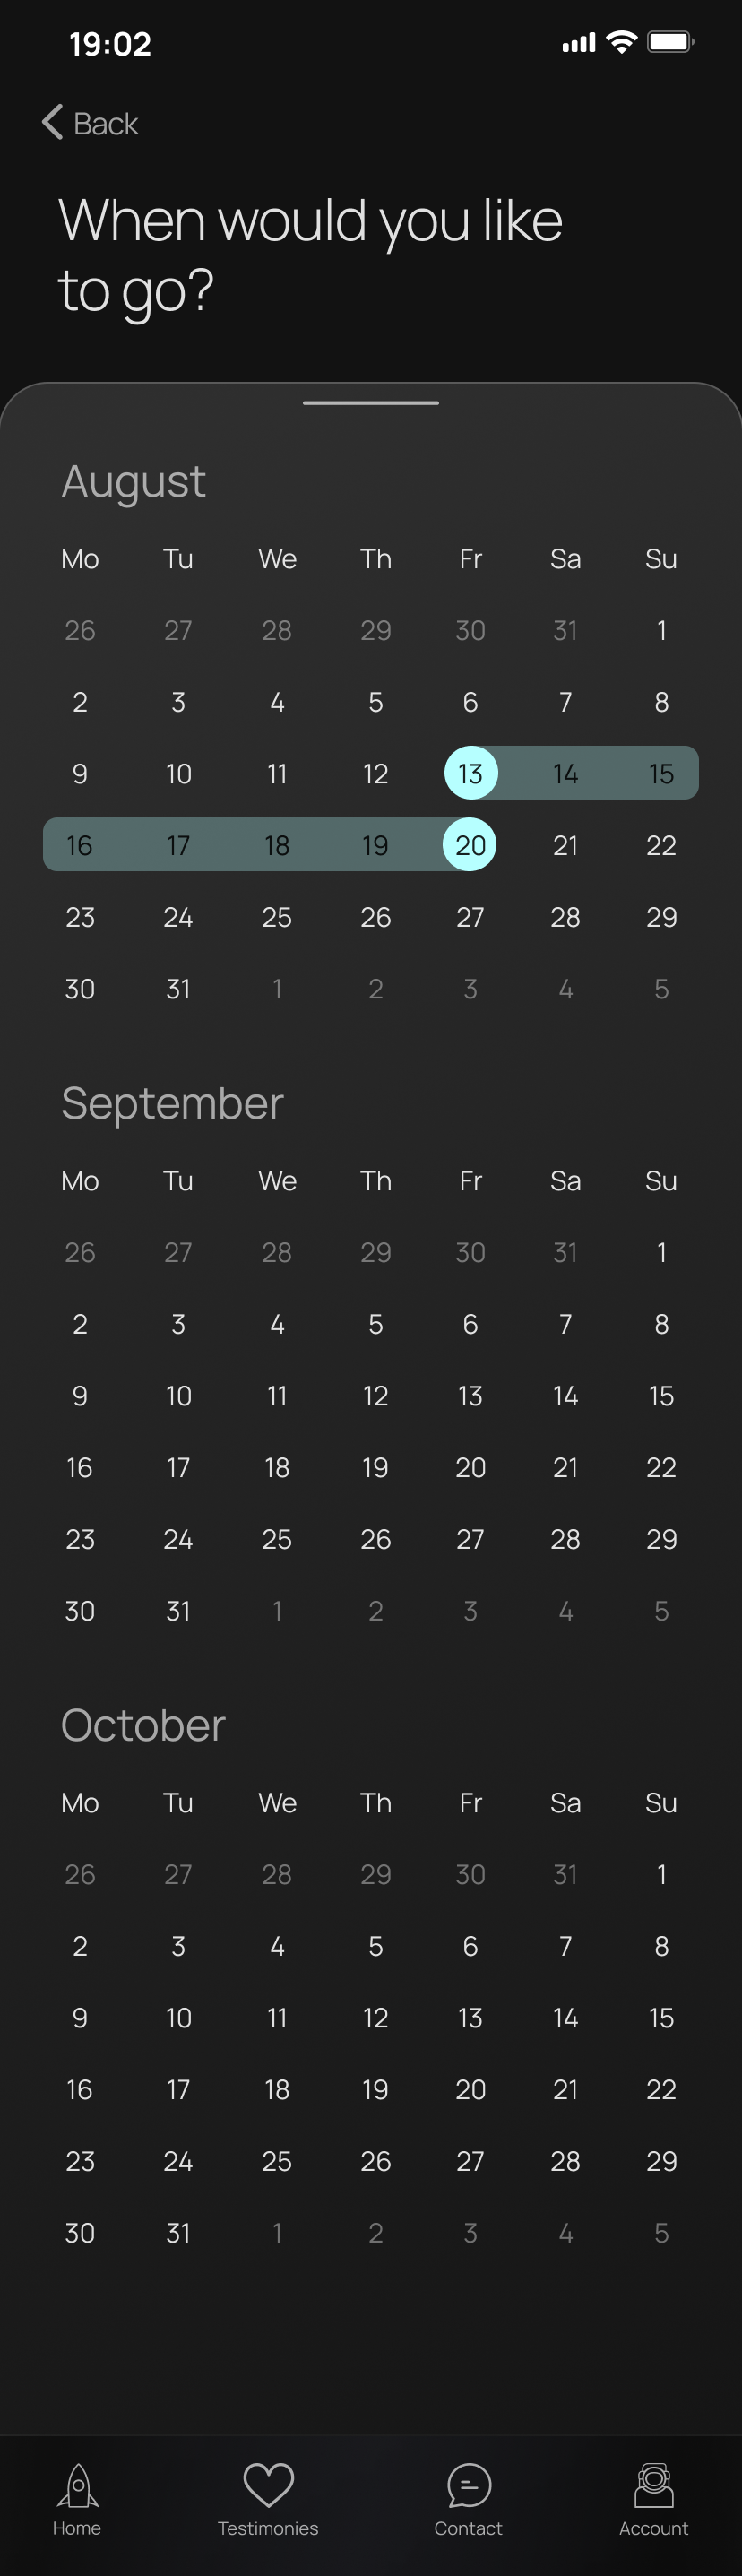 19:02
Back
When would you like
to go?
August
Mo Tu We Th Fr Sa Su
26 27 28 29 30 31 1
2 3 4 5 6 7 8
9 10 11 12 13 14 15
16 17 18 19 20 21 22
23 24 25 26 27 28 29
30 31 1 2 3 4 5
September
Mo Tu We Th Fr Sa Su
26 27 28 29 30 31 1
2 3 4 5 6 7 8
9 10 11 12 13 14 15
16 17 18 19 20 21 22
23 24 25 26 27 28 29
30 31 1 2 3 4 5
October
Mo Tu We Th Fr Sa Su
26 27 28 29 30 31 1
2 3 4 5 6 7 8
9 10 11 12 13 14 15
16 17 18 19 20 21 22
23 24 25 26 27 28 29
30 31 1 2 3 4 5
Home Testimonies Contact Account